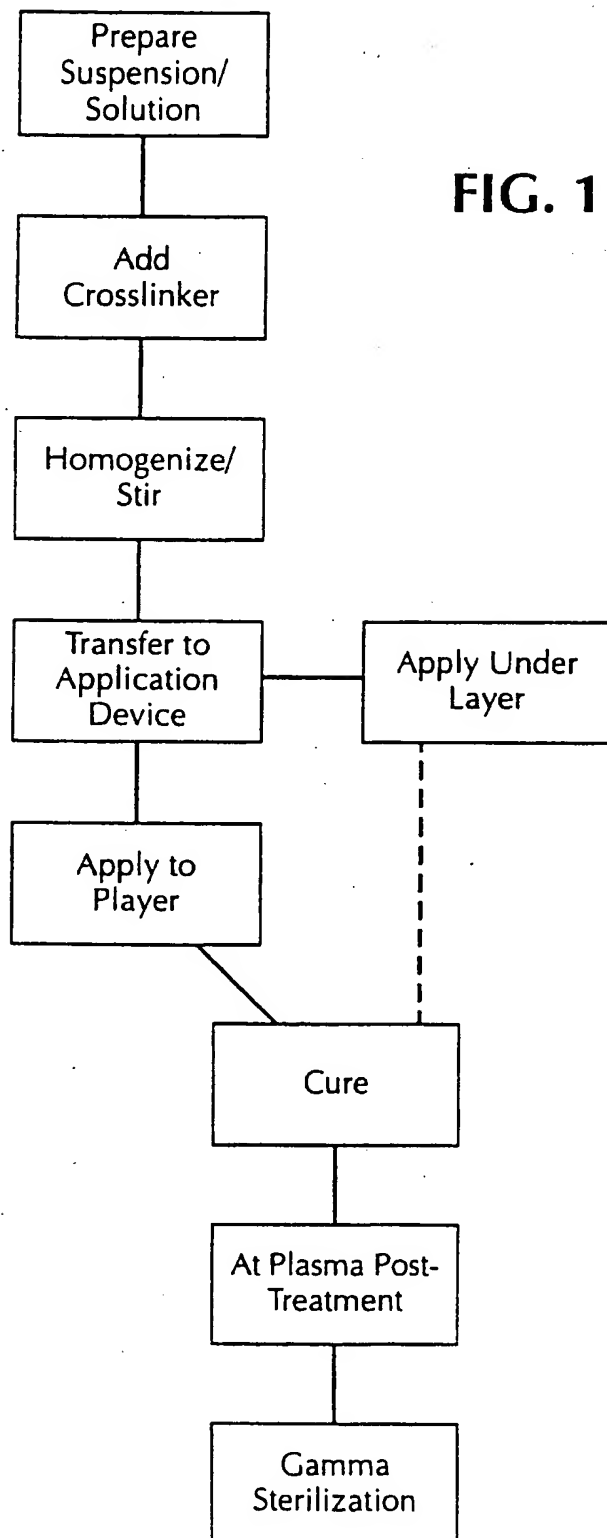 Prepare
Suspension/
Solution
FIG. 1
Add
Crosslinker
Homogenize/
Stir
Transfer to
Application
Device
Apply Under
Layer
Apply to
Player
Cure
At Plasma Post-
Treatment
Gamma
Sterilization